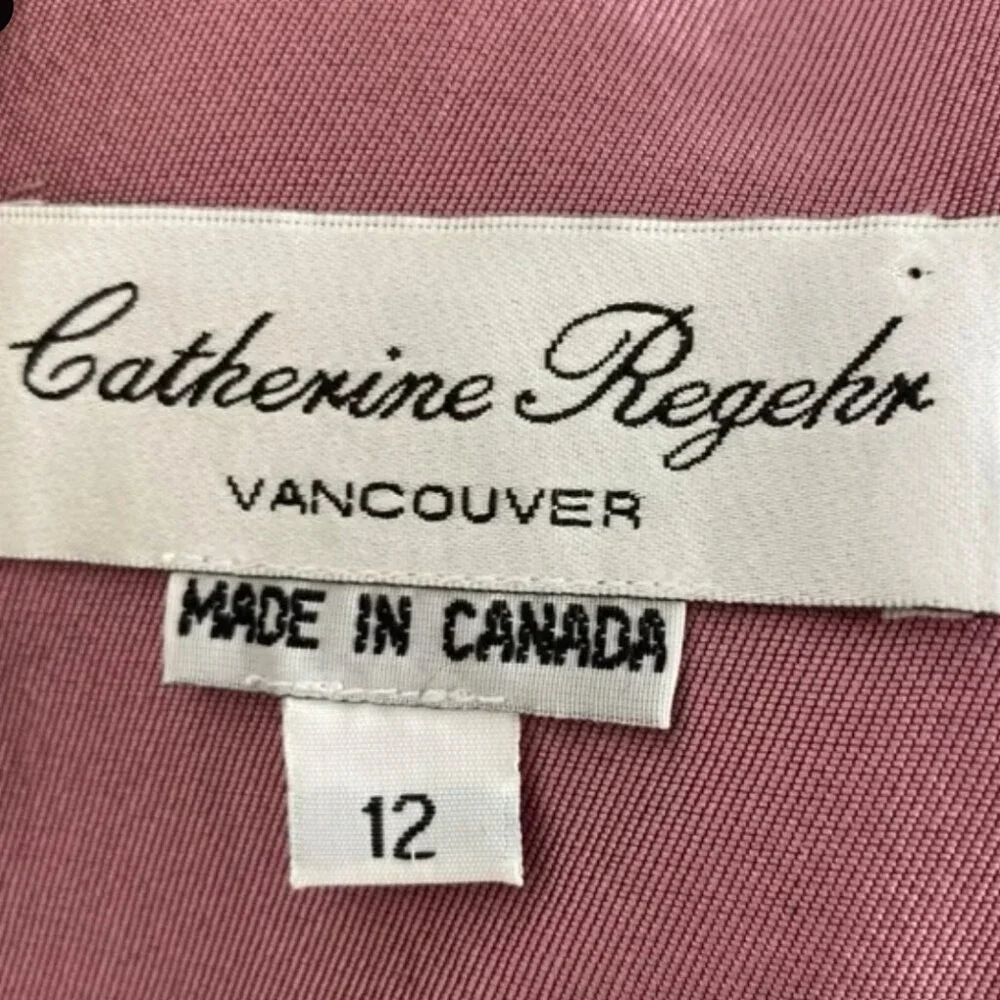 Catherine Regehr
VANCOUVER
MADE IN CANADA
12